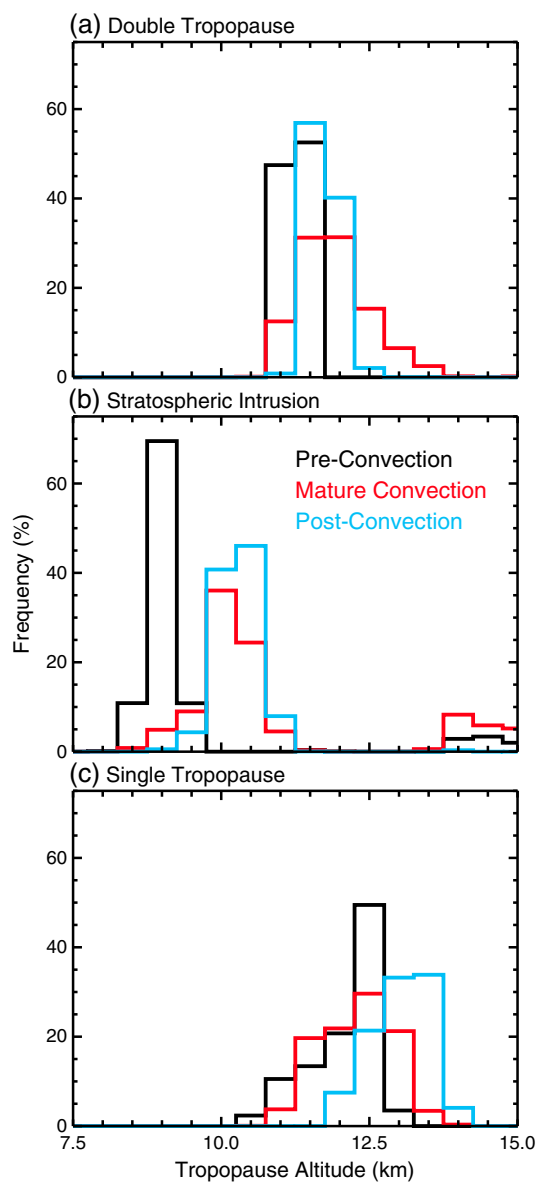 (a) Double Tropopause
60
40
20
0
(b) Stratospheric Intrusion
Pre-Convection
Mature Convection
Post-Convection
60
40
20
0
Frequency (%)
(c) Single Tropopause
60
40
20
0
7.5 10.0 12.5 15.0
Tropopause Altitude (km)